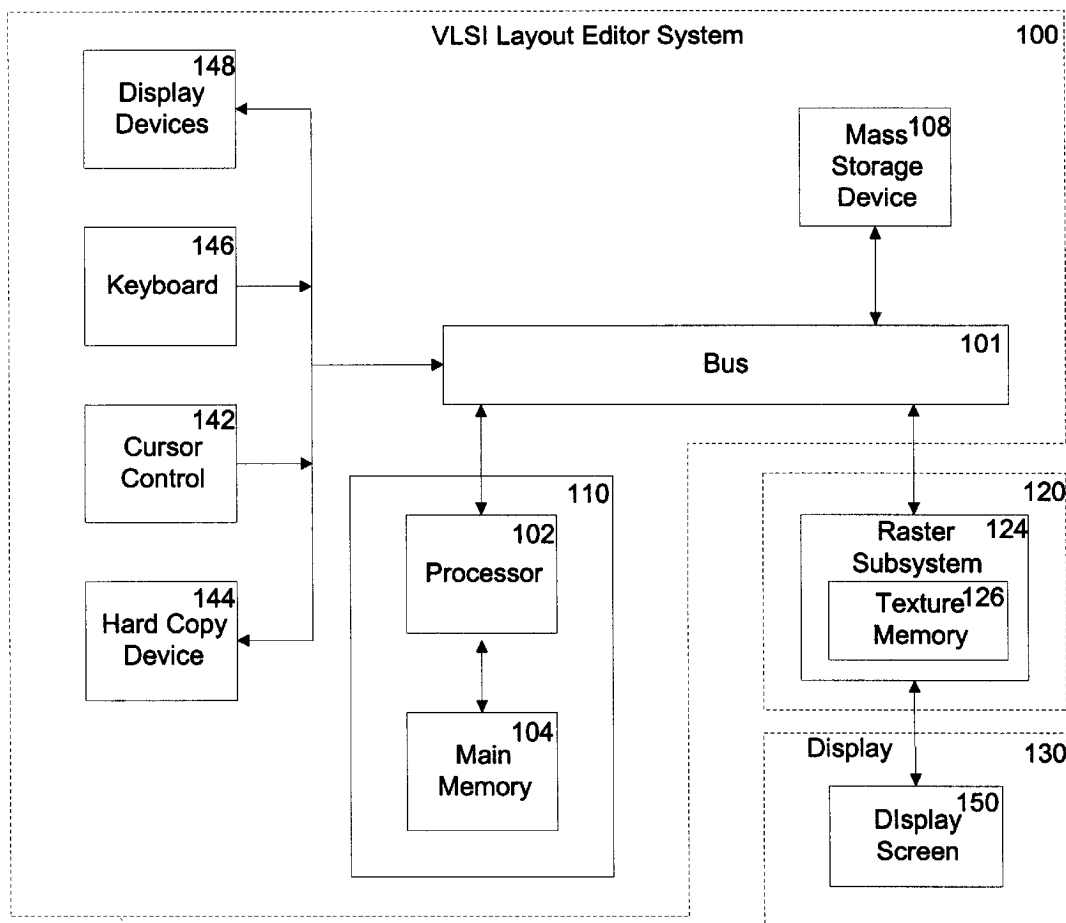 VLSI Layout Editor System 100
148
Display
Devices
108
Mass
Storage
Device
146
Keyboard
101
Bus
142
Cursor
Control
110
102
Processor
120
124
Raster
Subsystem
126
Texture
Memory
144
Hard Copy
Device
104
Main
Memory
Display 130
150
DIsplay
Screen